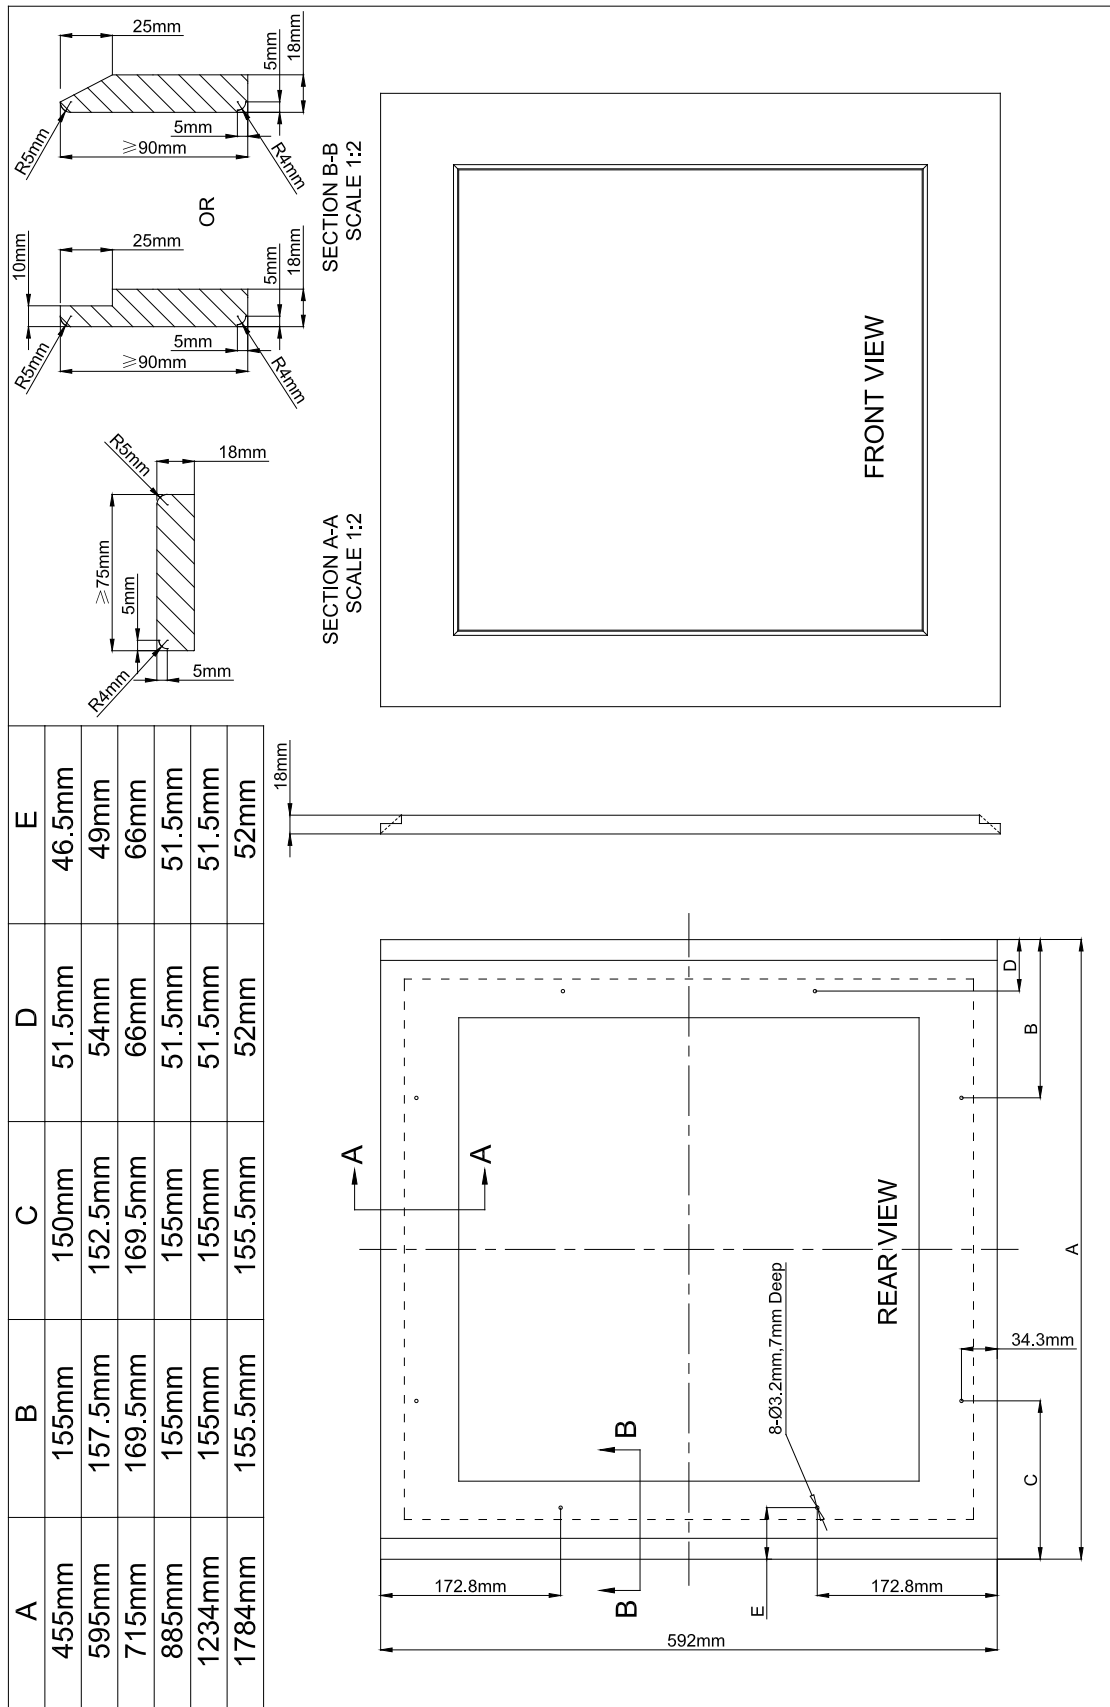 25mm
5mm
18mm
R5mm
5mm
≥90mm
R4mm
OR
10mm
25mm
5mm
18mm
R5mm
5mm
≥90mm
R4mm
SECTION B-B
SCALE 1:2
R5mm
18mm
≥75mm
5mm
R4mm
5mm
SECTION A-A
SCALE 1:2
FRONT VIEW
A B C D E
455mm 155mm 150mm 51.5mm 46.5mm
595mm 157.5mm 152.5mm 54mm 49mm
715mm 169.5mm 169.5mm 66mm 66mm
885mm 155mm 155mm 51.5mm 51.5mm
1234mm 155mm 155mm 51.5mm 51.5mm
1784mm 155.5mm 155.5mm 52mm 52mm
18mm
D
B
A
A
A
REAR VIEW
8-Ø3.2mm,7mm Deep
34.3mm
B
B
C
E
172.8mm
172.8mm
592mm